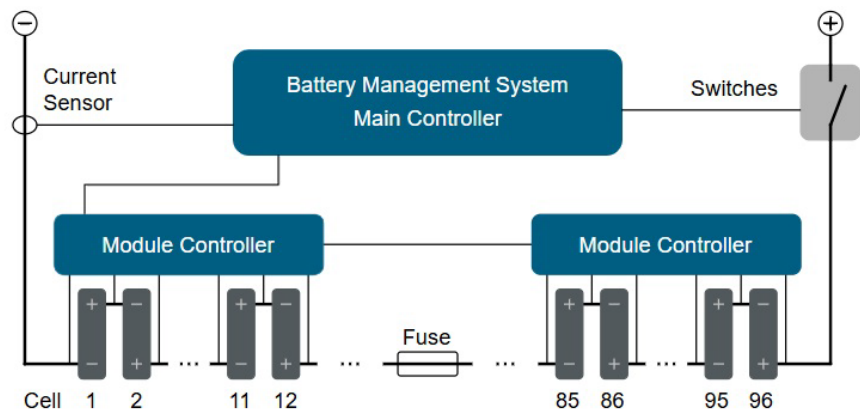 − +
Current
Sensor
Battery Management System
Main Controller
Switches
Module Controller Module Controller
+ − + − + − + −
Fuse
... ... ... ...
− + − + − + − +
Cell 1 2 11 12 85 86 95 96